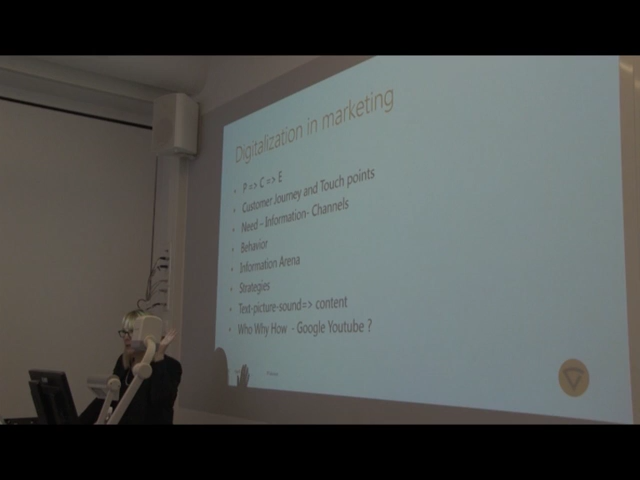 Digitalization in marketing
• P => C => E
• Customer Journey and Touch points
• Need – Information- Channels
• Behavior
• Information Arena
• Strategies
• Text-picture-sound=> content
• Who Why How - Google Youtube ?